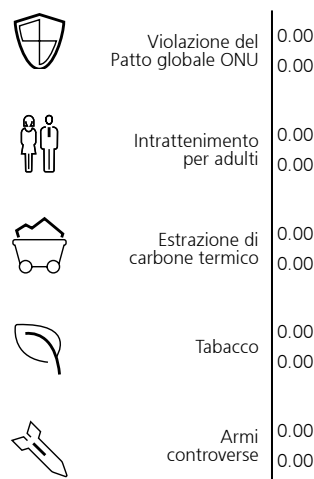 Violazione del
Patto globale ONU
0.00
0.00
Intrattenimento
per adulti
0.00
0.00
Estrazione di
carbone termico
0.00
0.00
Tabacco
0.00
0.00
Armi
controverse
0.00
0.00